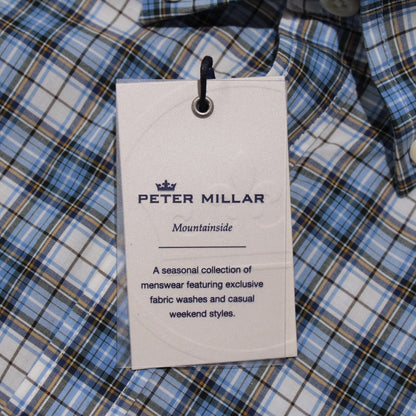 PETER MILLAR
Mountainside
A seasonal collection of
menswear featuring exclusive
fabric washes and casual
weekend styles.